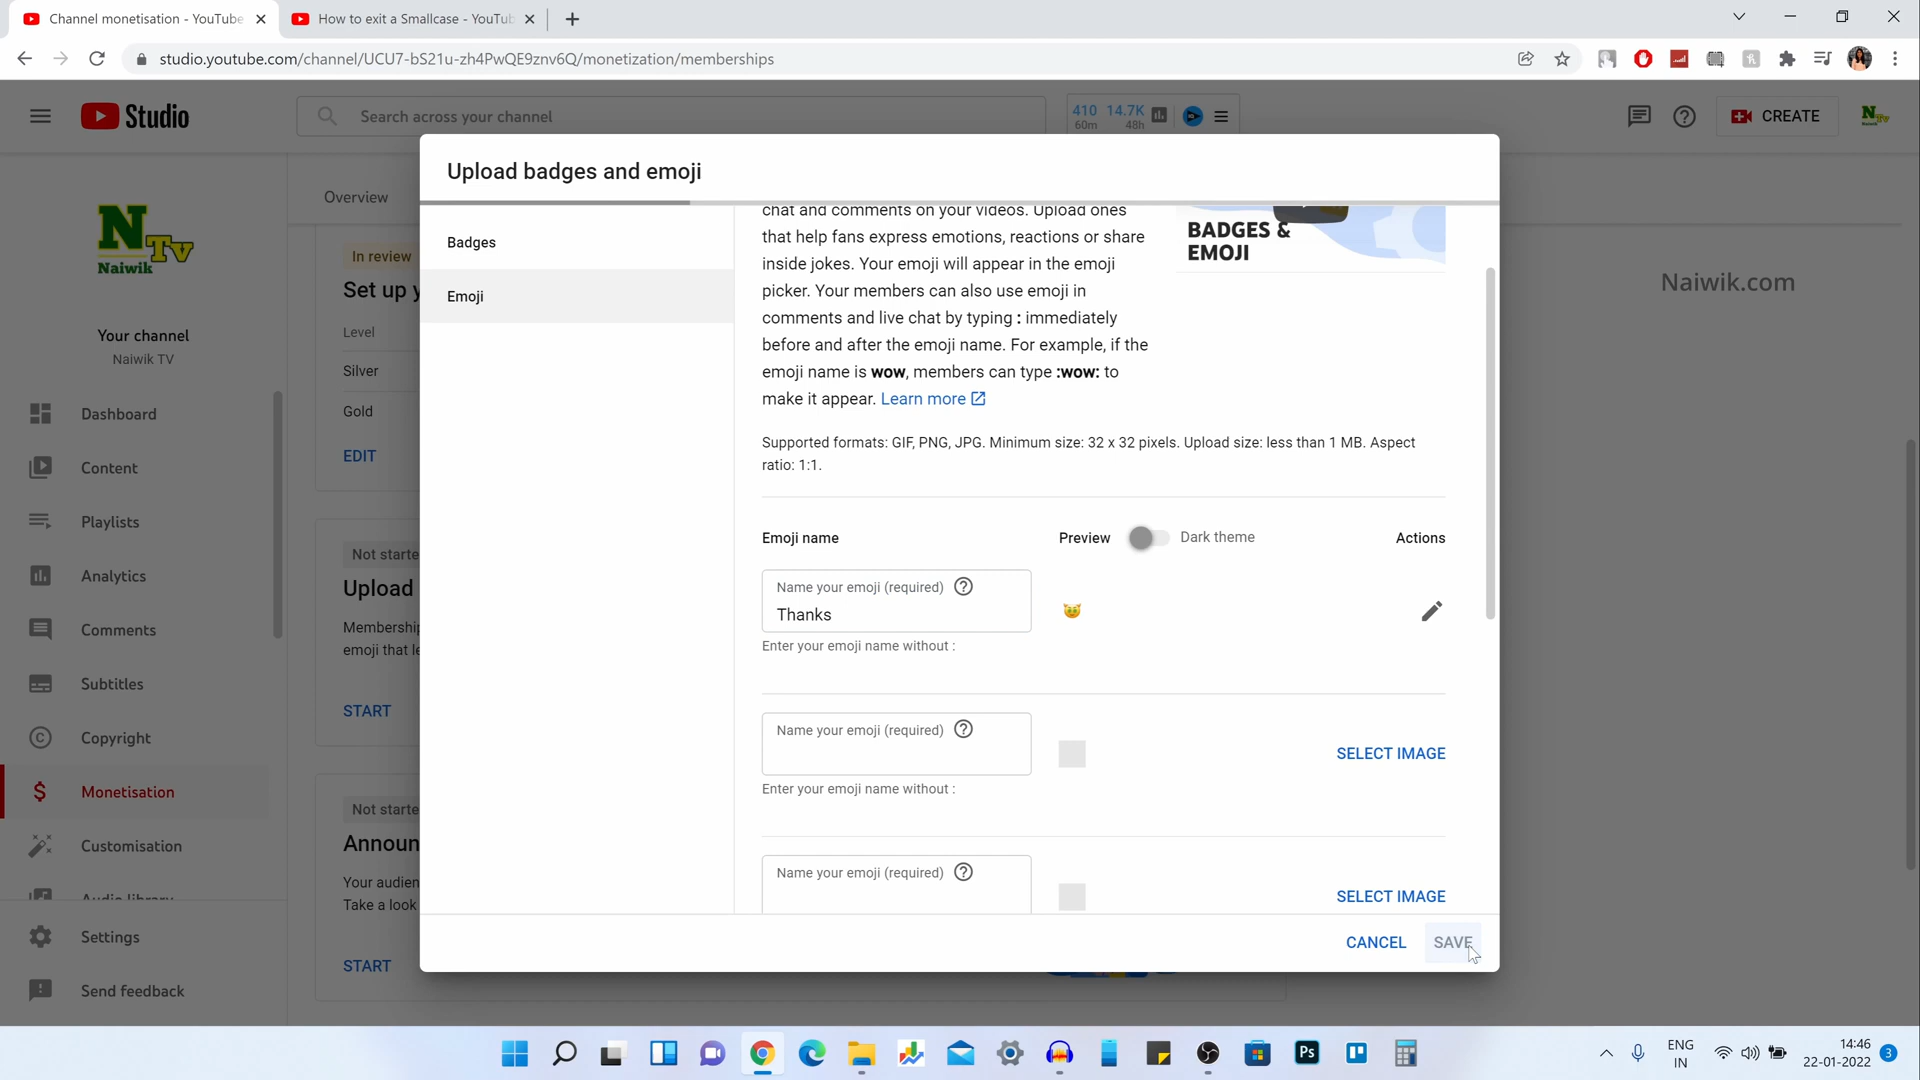 Channel monetisation - YouTube
How to exit a Smallcase - YouTub
studio.youtube.com/channel/UCU7-bS21u-zh4PwQE9znv6Q/monetization/memberships
Studio
Search across your channel
410 14.7K
60m 48h
CREATE
N TV
Naiwik
Your channel
Naiwik TV
Dashboard
Content
Playlists
Analytics
Comments
Subtitles
Copyright
Monetisation
Customisation
Audio library
Settings
Send feedback
Overview
In review
Set up y
Level
Silver
Gold
EDIT
Not starte
Upload
Membership
emoji that le
START
Not starte
Announ
Your audien
Take a look
START
Upload badges and emoji
Badges
Emoji
chat and comments on your videos. Upload ones
that help fans express emotions, reactions or share
inside jokes. Your emoji will appear in the emoji
picker. Your members can also use emoji in
comments and live chat by typing : immediately
before and after the emoji name. For example, if the
emoji name is wow, members can type :wow: to
make it appear. Learn more
BADGES &
EMOJI
Supported formats: GIF, PNG, JPG. Minimum size: 32 x 32 pixels. Upload size: less than 1 MB. Aspect
ratio: 1:1.
Emoji name Preview Dark theme Actions
Name your emoji (required)
Thanks
Enter your emoji name without :
Name your emoji (required)
SELECT IMAGE
Enter your emoji name without :
Name your emoji (required)
SELECT IMAGE
CANCEL SAVE
Naiwik.com
Ps
ENG
IN
14:46
22-01-2022
3